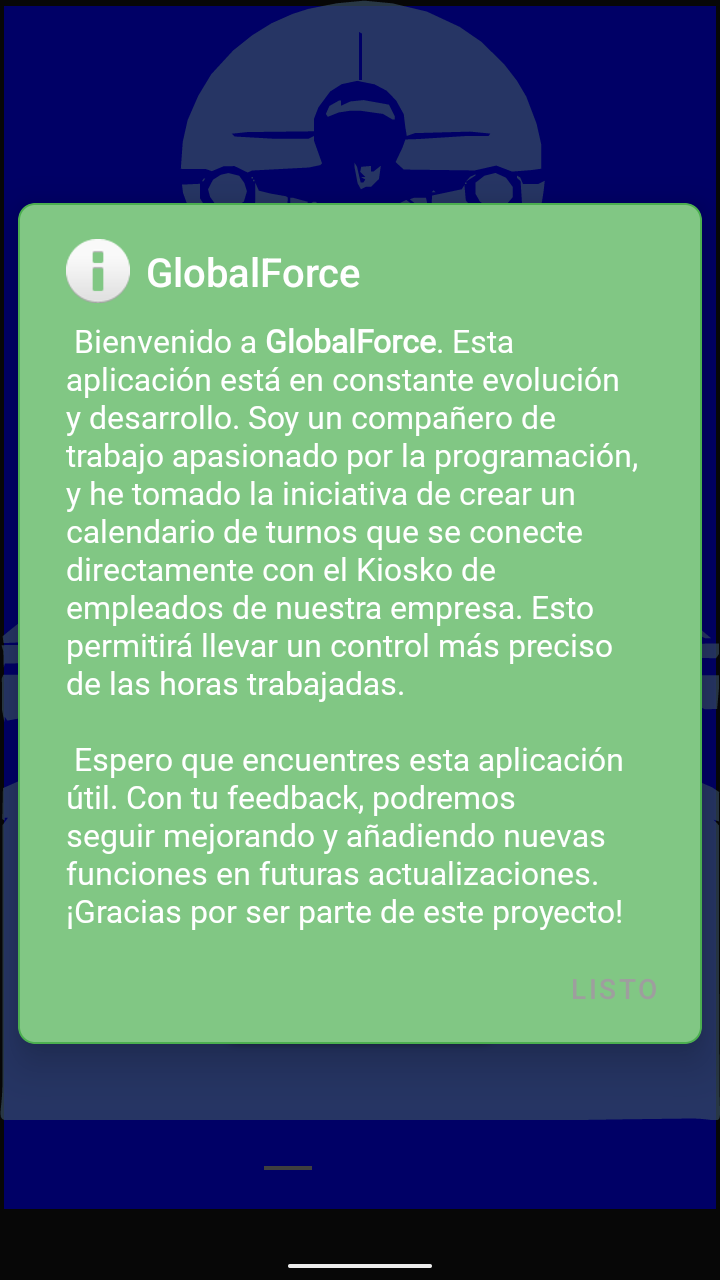 GlobalForce
Bienvenido a GlobalForce. Esta
aplicación está en constante evolución
y desarrollo. Soy un compañero de
trabajo apasionado por la programación,
y he tomado la iniciativa de crear un
calendario de turnos que se conecte
directamente con el Kiosko de
empleados de nuestra empresa. Esto
permitirá llevar un control más preciso
de las horas trabajadas.
Espero que encuentres esta aplicación
útil. Con tu feedback, podremos
seguir mejorando y añadiendo nuevas
funciones en futuras actualizaciones.
¡Gracias por ser parte de este proyecto!
LISTO